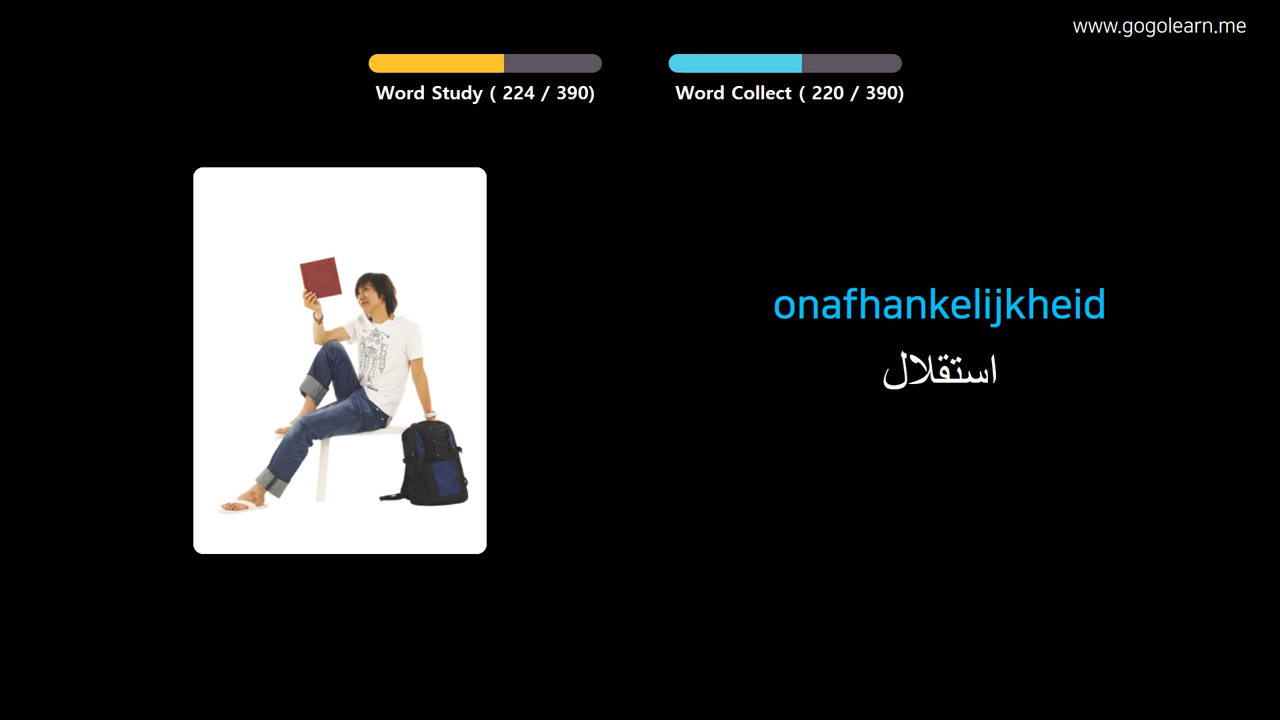 www.gogolearn.me
Word Study ( 224 / 390)
Word Collect ( 220 / 390)
onafhankelijkheid
استقلال